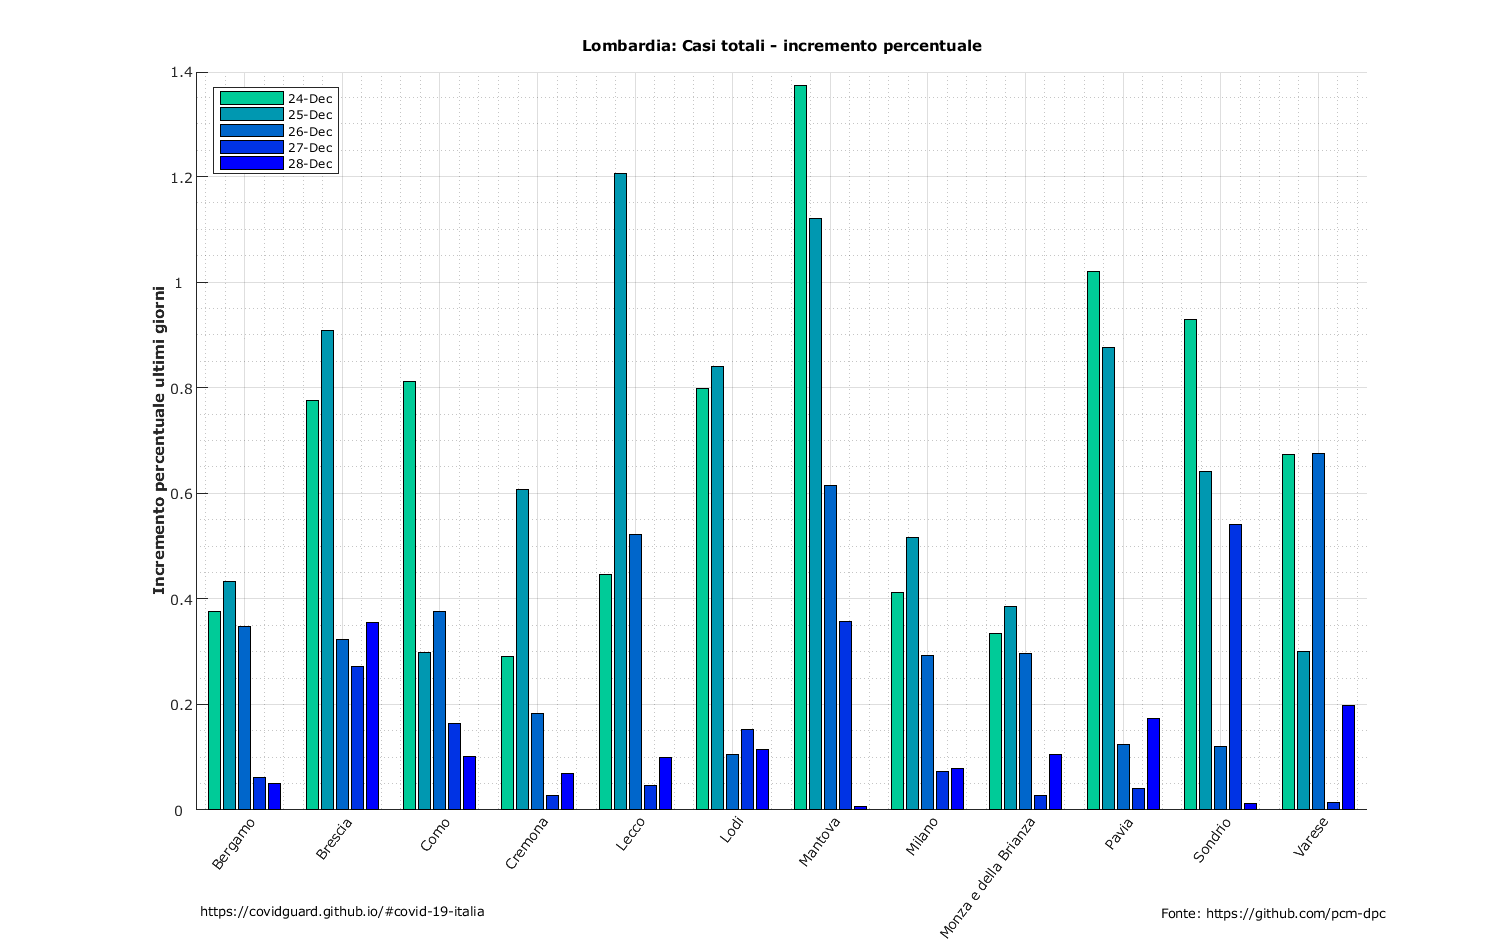 Lombardia: Casi totali - incremento percentuale
24-Dec
25-Dec
26-Dec
27-Dec
28-Dec
Incremento percentuale ultimi giorni
1.4
1.2
1
0.8
0.6
0.4
0.2
0
Bergamo
Brescia
Como
Cremona
Lecco
Lodi
Mantova
Milano
Monza e della Brianza
Pavia
Sondrio
Varese
https://covidguard.github.io/#covid-19-italia
Fonte: https://github.com/pcm-dpc